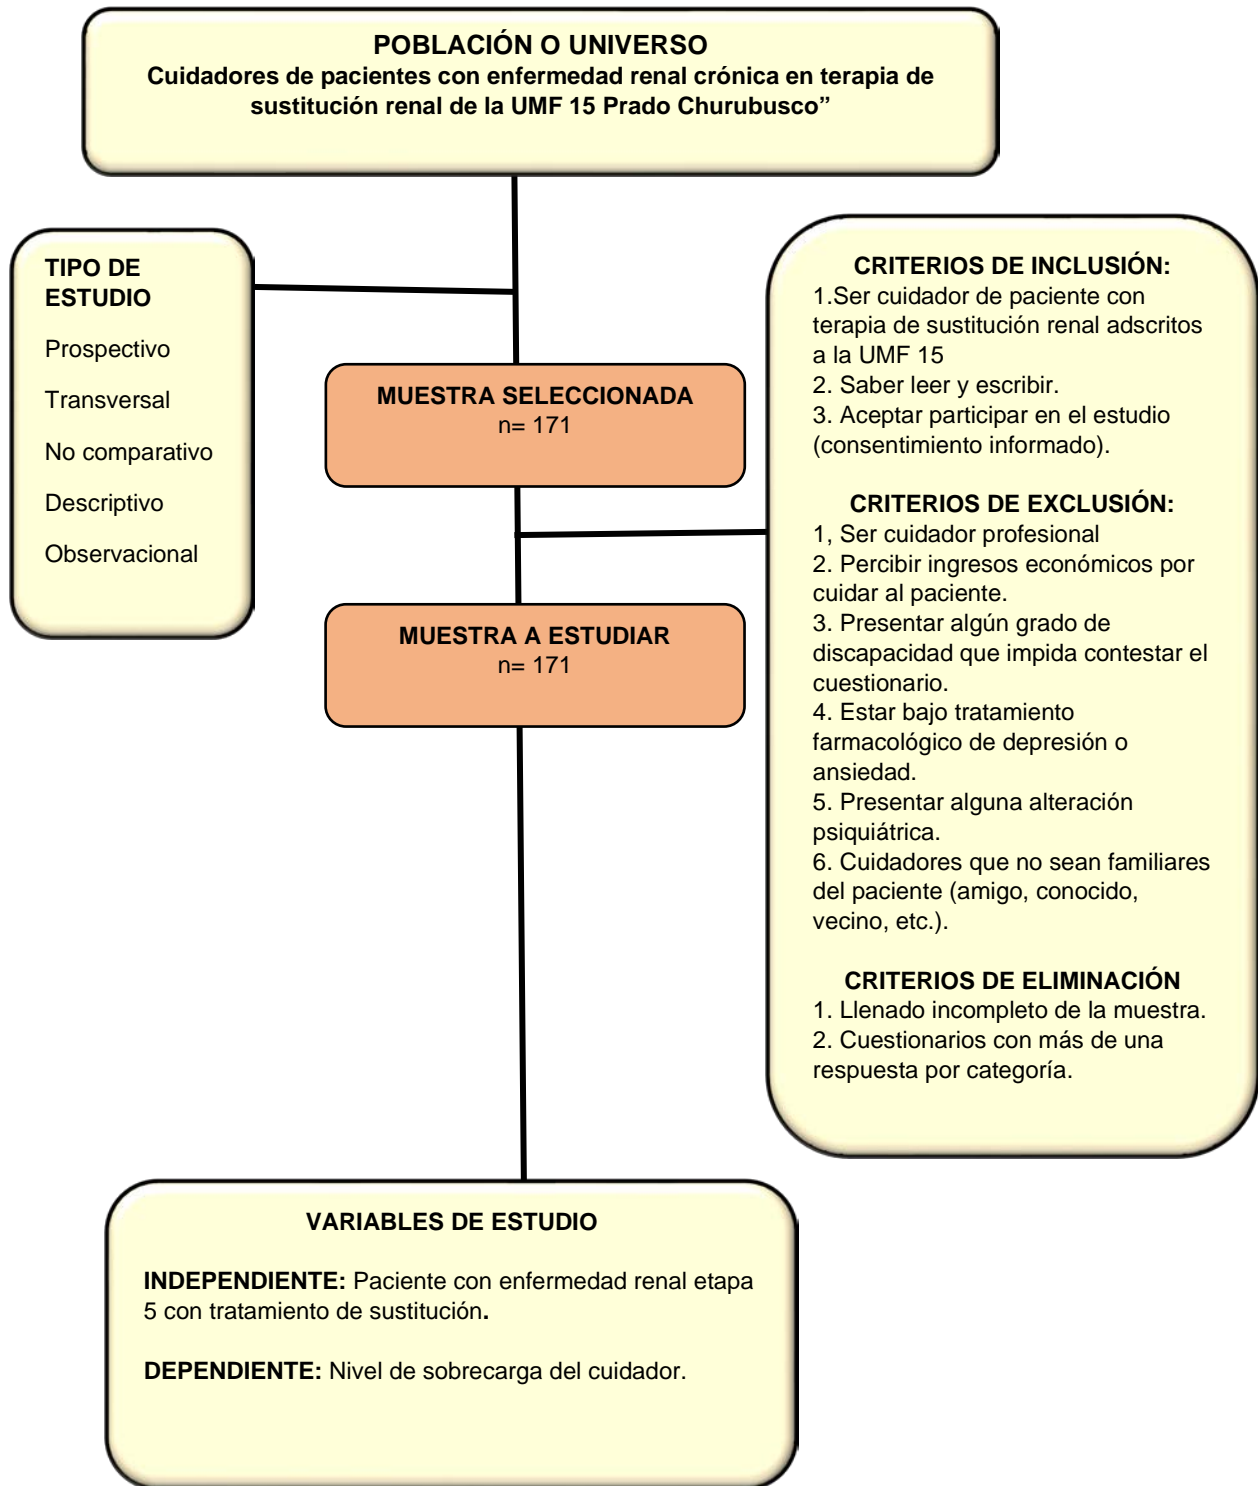 POBLACIÓN O UNIVERSO
Cuidadores de pacientes con enfermedad renal crónica en terapia de
sustitución renal de la UMF 15 Prado Churubusco”
TIPO DE
ESTUDIO
Prospectivo
Transversal
No comparativo
Descriptivo
Observacional
MUESTRA SELECCIONADA
n= 171
MUESTRA A ESTUDIAR
n= 171
CRITERIOS DE INCLUSIÓN:
1.Ser cuidador de paciente con
terapia de sustitución renal adscritos
a la UMF 15
2. Saber leer y escribir.
3. Aceptar participar en el estudio
(consentimiento informado).
CRITERIOS DE EXCLUSIÓN:
1, Ser cuidador profesional
2. Percibir ingresos económicos por
cuidar al paciente.
3. Presentar algún grado de
discapacidad que impida contestar el
cuestionario.
4. Estar bajo tratamiento
farmacológico de depresión o
ansiedad.
5. Presentar alguna alteración
psiquiátrica.
6. Cuidadores que no sean familiares
del paciente (amigo, conocido,
vecino, etc.).
CRITERIOS DE ELIMINACIÓN
1. Llenado incompleto de la muestra.
2. Cuestionarios con más de una
respuesta por categoría.
VARIABLES DE ESTUDIO
INDEPENDIENTE: Paciente con enfermedad renal etapa
5 con tratamiento de sustitución.
DEPENDIENTE: Nivel de sobrecarga del cuidador.